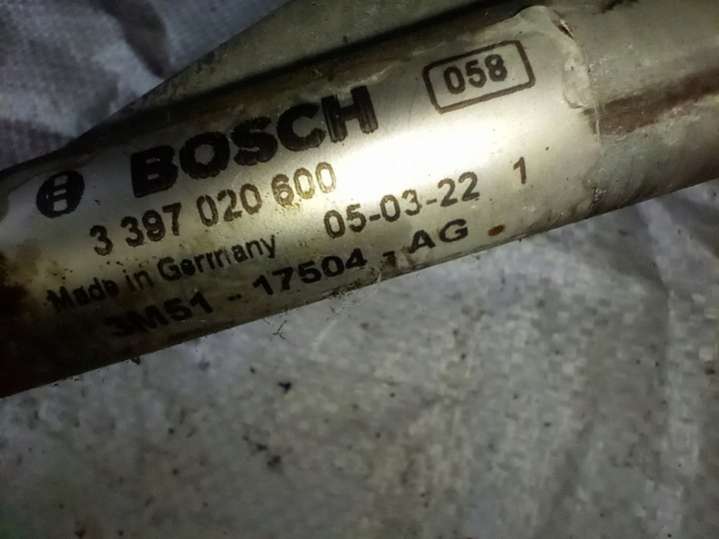 BOSCH 058
3 397 020 600
05-03-22 1
Made in Germany
3M51 - 17504 - AG